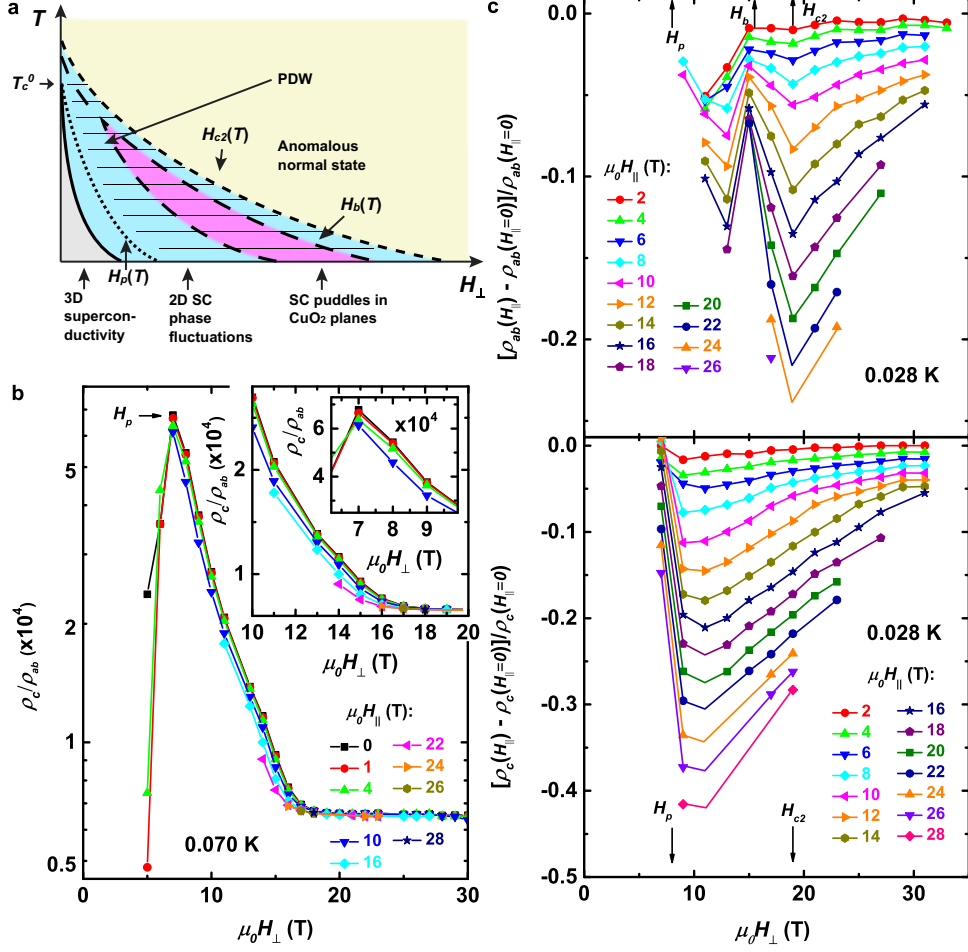 a
T
T_c^0
PDW
H_c2(T)
Anomalous
normal state
H_b(T)
H_p(T)
H_⊥
3D
supercon-
ductivity
2D SC
phase
fluctuations
SC puddles in
CuO₂ planes
b
H_p
ρ_c/ρ_ab (x10⁴)
5
2
1
0.5
0 10 20 30
μ₀H_⊥ (T)
0.070 K
μ₀H_|| (T):
0
1
4
10
16
22
24
26
28
ρ_c/ρ_ab (x10⁴)
2
1
10 12 14 16 18 20
μ₀H_⊥ (T)
ρ_c/ρ_ab
x10⁴
6
4
7 8 9
μ₀H_⊥ (T)
c
H_p
H_b
H_c2
[ρ_ab(H_||) - ρ_ab(H_||=0)]/ρ_ab(H_||=0)
0.0
-0.1
-0.2
μ₀H_|| (T):
2
4
6
8
10
12
14
16
18
20
22
24
26
0.028 K
[ρ_c(H_||) - ρ_c(H_||=0)]/ρ_c(H_||=0)
0.0
-0.1
-0.2
-0.3
-0.4
-0.5
0.028 K
μ₀H_|| (T):
2
4
6
8
10
12
14
16
18
20
22
24
26
28
H_p
H_c2
0 10 20 30
μ₀H_⊥ (T)